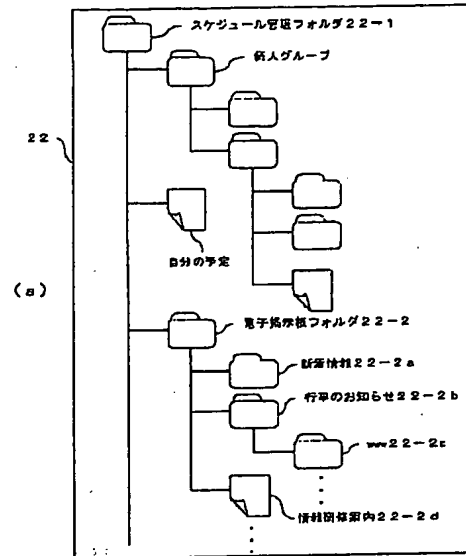 スケジュール管理フォルダ22-1
個人グループ
22
自分の予定
(a)
電子掲示板フォルダ22-2
新着情報22-2a
行事のお知らせ22-2b
www22-2c
情報研修案内22-2d